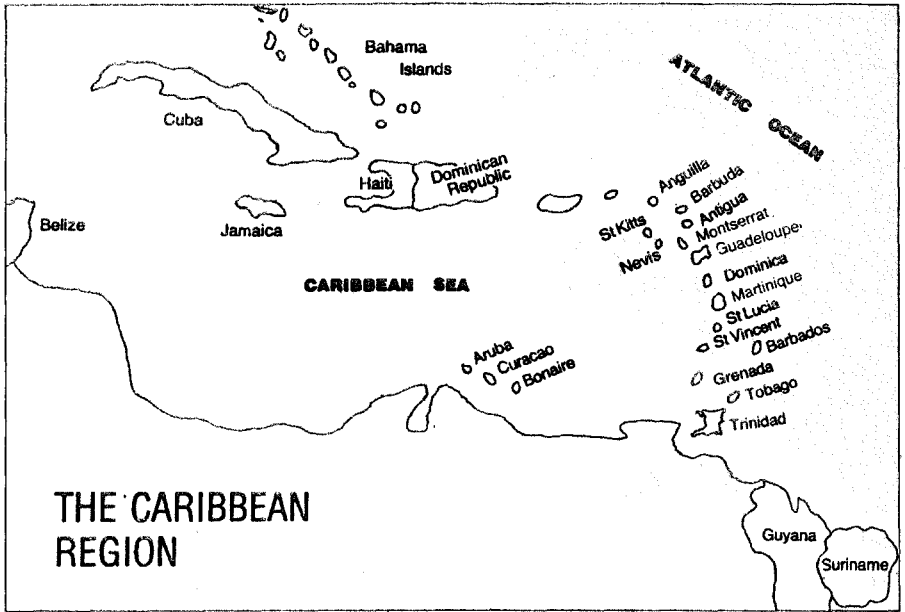 Bahama
Islands
ATLANTIC OCEAN
Cuba
Haiti
Dominican
Republic
Anguilla
Barbuda
Belize
Jamaica
St Kitts
Antigua
Montserrat
Nevis
Guadeloupe
CARIBBEAN SEA
Dominica
Martinique
St Lucia
St Vincent
Barbados
Aruba
Curacao
Bonaire
Grenada
Tobago
Trinidad
THE CARIBBEAN
REGION
Guyana
Suriname